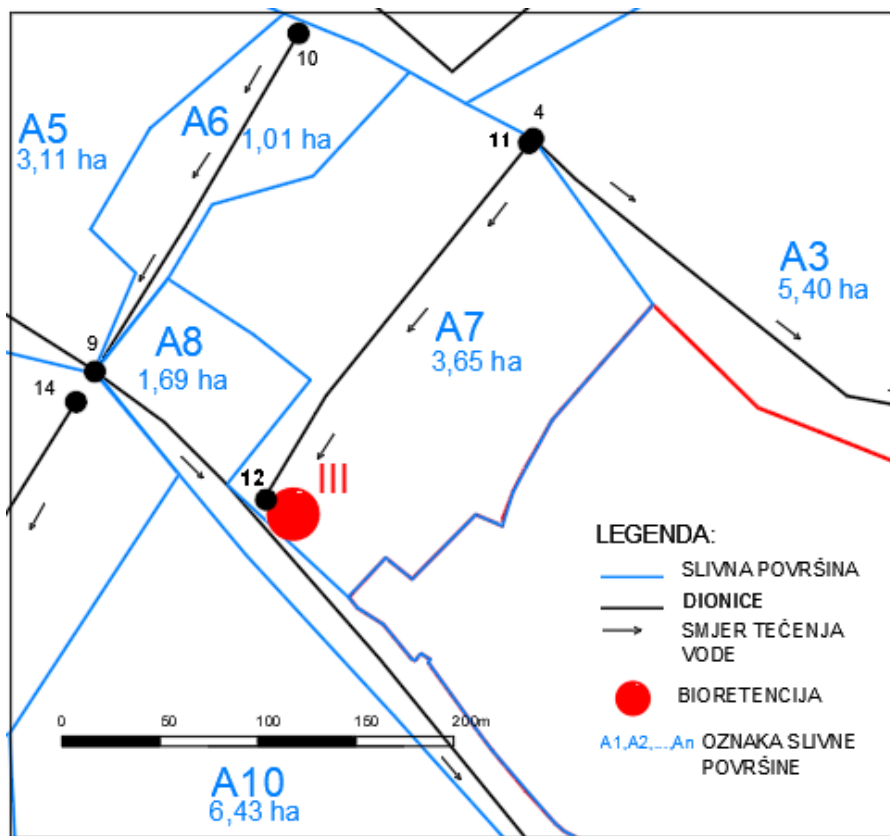 10
4
A6
A5
1,01 ha
11
3,11 ha
A3
5,40 ha
A7
9
A8
3,65 ha
14
1,69 ha
12
III
LEGENDA:
SLIVNA POVRŠINA
DIONICE
SMJER TEČENJA
VODE
BIORETENCIJA
0
50
100
150
200m
A1,A2,...,An OZNAKA SLIVNE
POVRŠINE
A10
6,43 ha